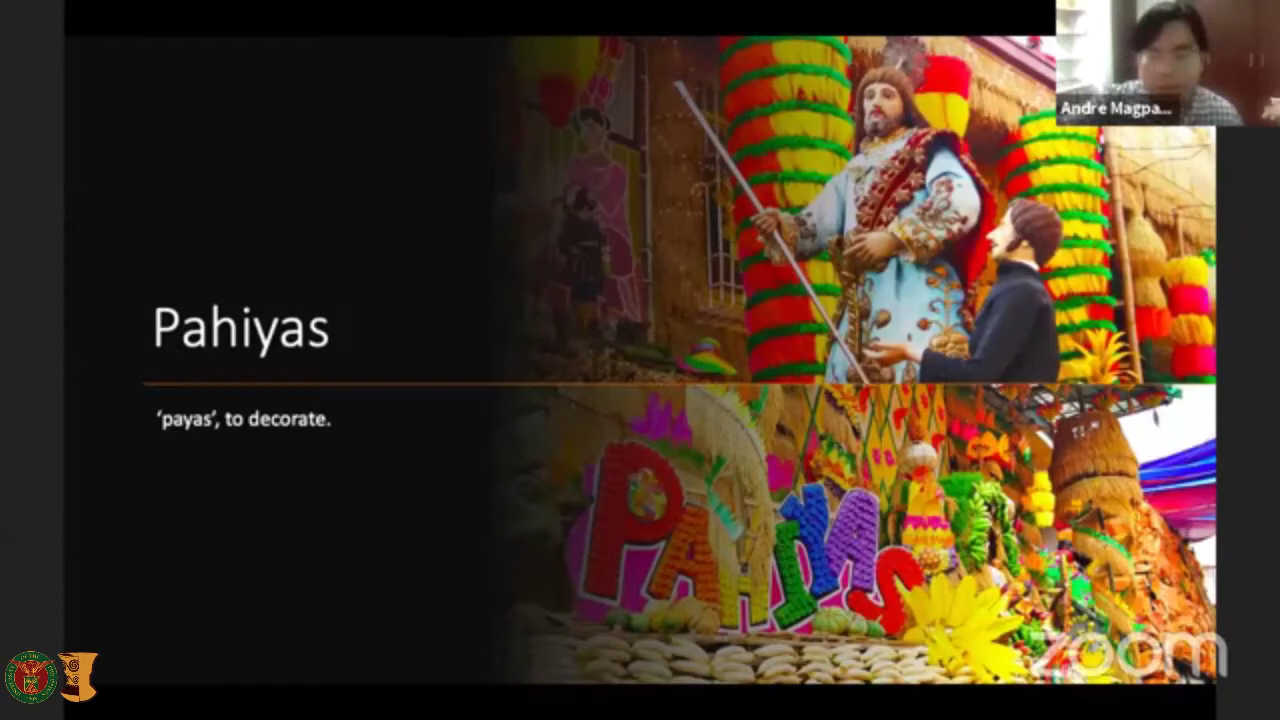 Andre Magpa...
Pahiyas
‘payas’, to decorate.
PAHIYAS
zoom